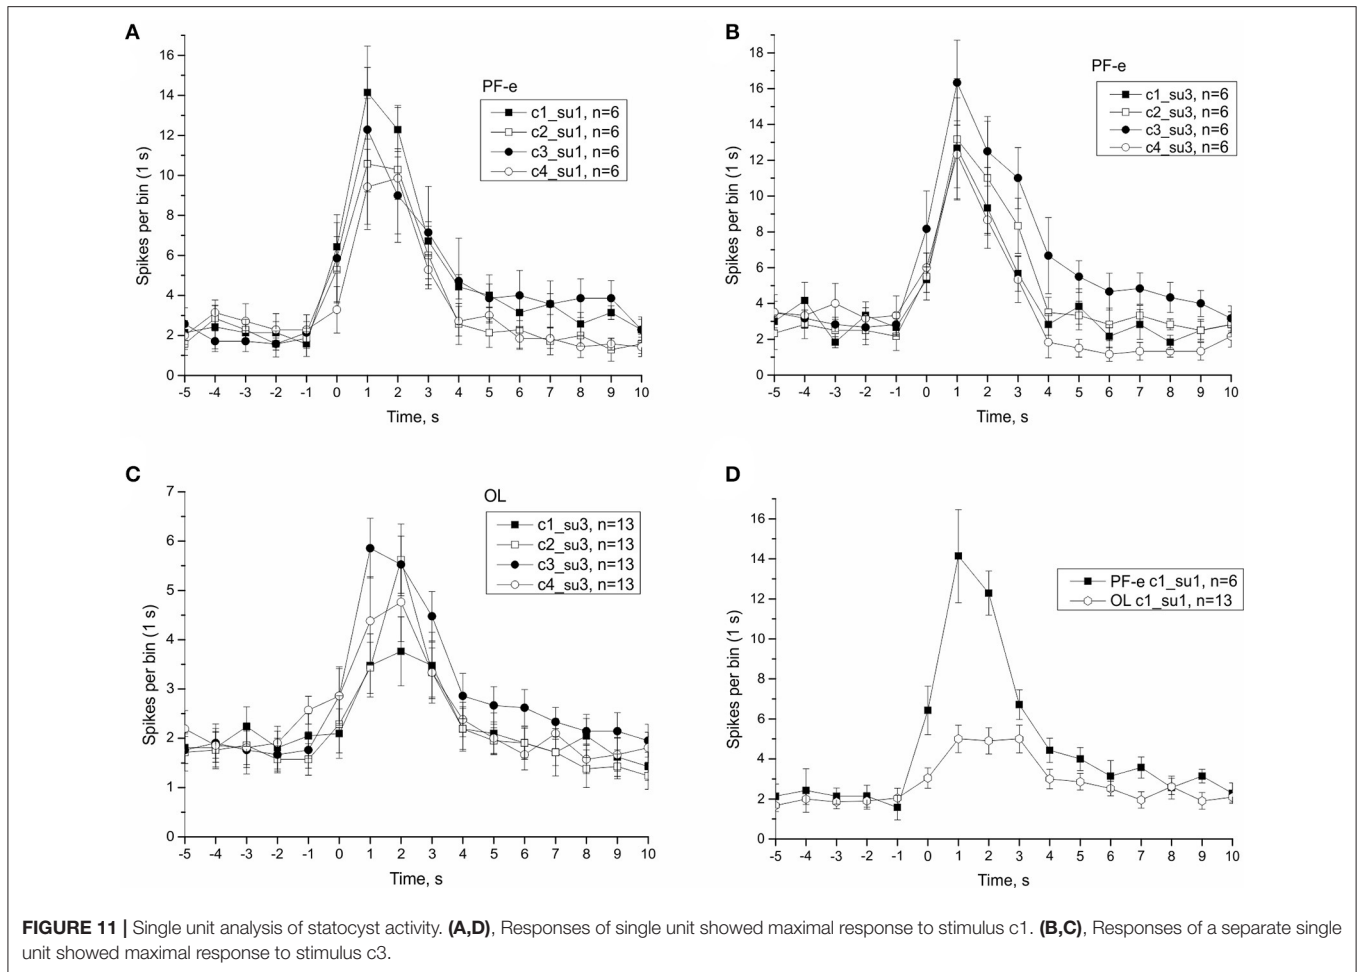 A
PF-e
c1_su1, n=6
c2_su1, n=6
c3_su1, n=6
c4_su1, n=6
Spikes per bin (1 s)
16
14
12
10
8
6
4
2
0
-5 -4 -3 -2 -1 0 1 2 3 4 5 6 7 8 9 10
Time, s
B
PF-e
c1_su3, n=6
c2_su3, n=6
c3_su3, n=6
c4_su3, n=6
Spikes per bin (1 s)
18
16
14
12
10
8
6
4
2
0
-5 -4 -3 -2 -1 0 1 2 3 4 5 6 7 8 9 10
Time, s
C
OL
c1_su3, n=13
c2_su3, n=13
c3_su3, n=13
c4_su3, n=13
Spikes per bin (1 s)
7
6
5
4
3
2
1
0
-5 -4 -3 -2 -1 0 1 2 3 4 5 6 7 8 9 10
Time, s
D
PF-e c1_su1, n=6
OL c1_su1, n=13
Spikes per bin (1 s)
16
14
12
10
8
6
4
2
0
-5 -4 -3 -2 -1 0 1 2 3 4 5 6 7 8 9 10
Time, s
FIGURE 11 | Single unit analysis of statocyst activity. (A,D), Responses of single unit showed maximal response to stimulus c1. (B,C), Responses of a separate single
unit showed maximal response to stimulus c3.